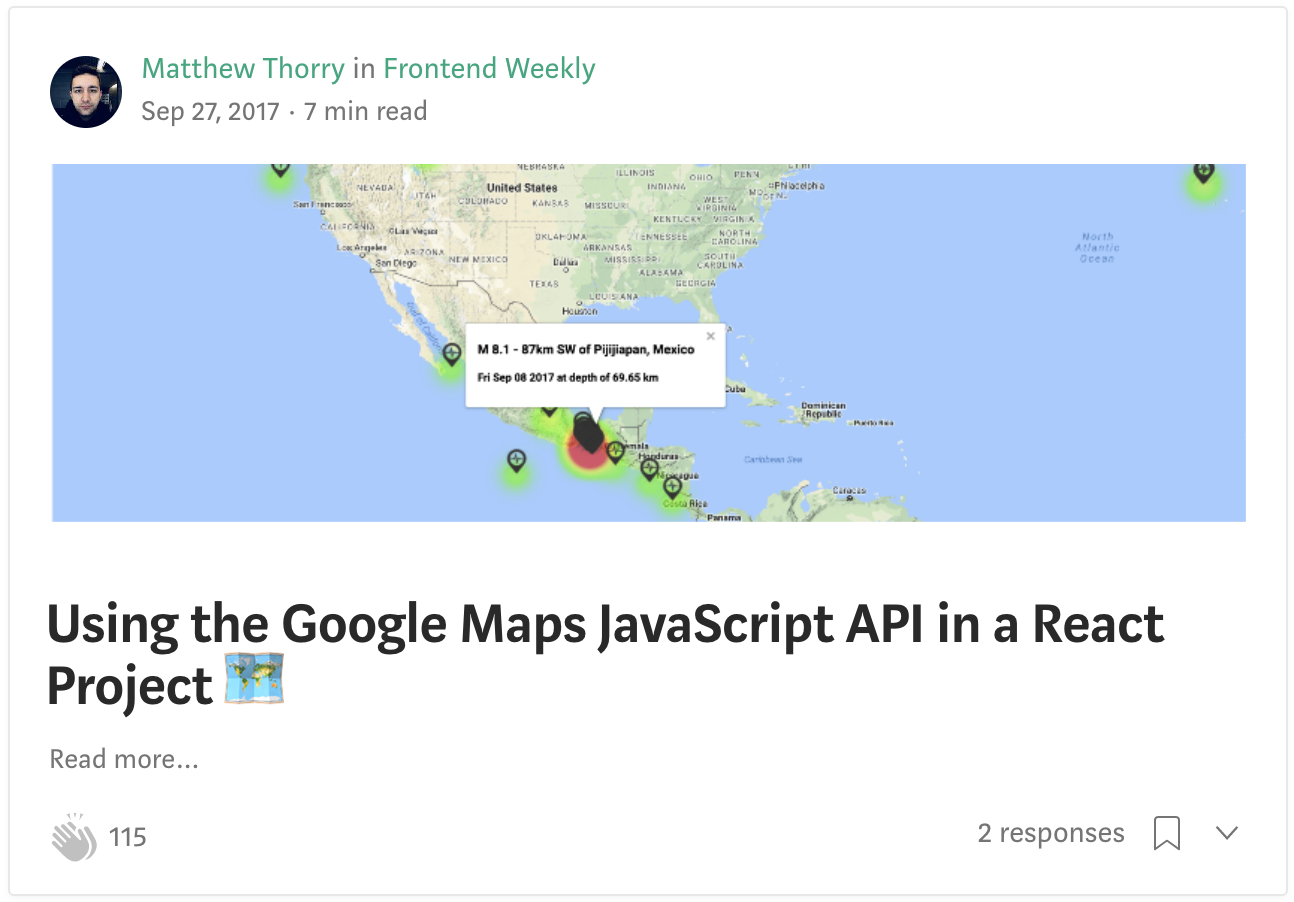 Matthew Thorry in Frontend Weekly
Sep 27, 2017 · 7 min read
NEBRASKA
ILLINOIS
OHIO
PENN
NEVADA
UTAH
United States
INDIANA
Philadelphia
COLORADO
KANSAS
MISSOURI
WEST
VIRGINIA
San Francisco
KENTUCKY
VIRGINIA
CALIFORNIA
Las Vegas
OKLAHOMA
TENNESSEE
NORTH
CAROLINA
North
Atlantic
Ocean
Los Angeles
ARIZONA
NEW MEXICO
ARKANSAS
MISSISSIPPI
SOUTH
CAROLINA
San Diego
Dallas
ALABAMA
TEXAS
GEORGIA
LOUISIANA
Houston
Gulf of California
M 8.1 - 87km SW of Pijijiapan, Mexico
Fri Sep 08 2017 at depth of 69.65 km
Cuba
Dominican
Republic
Puerto Rico
Honduras
Caribbean Sea
Nicaragua
Caracas
Costa Rica
Panama
Using the Google Maps JavaScript API in a React
Project
Read more...
115
2 responses